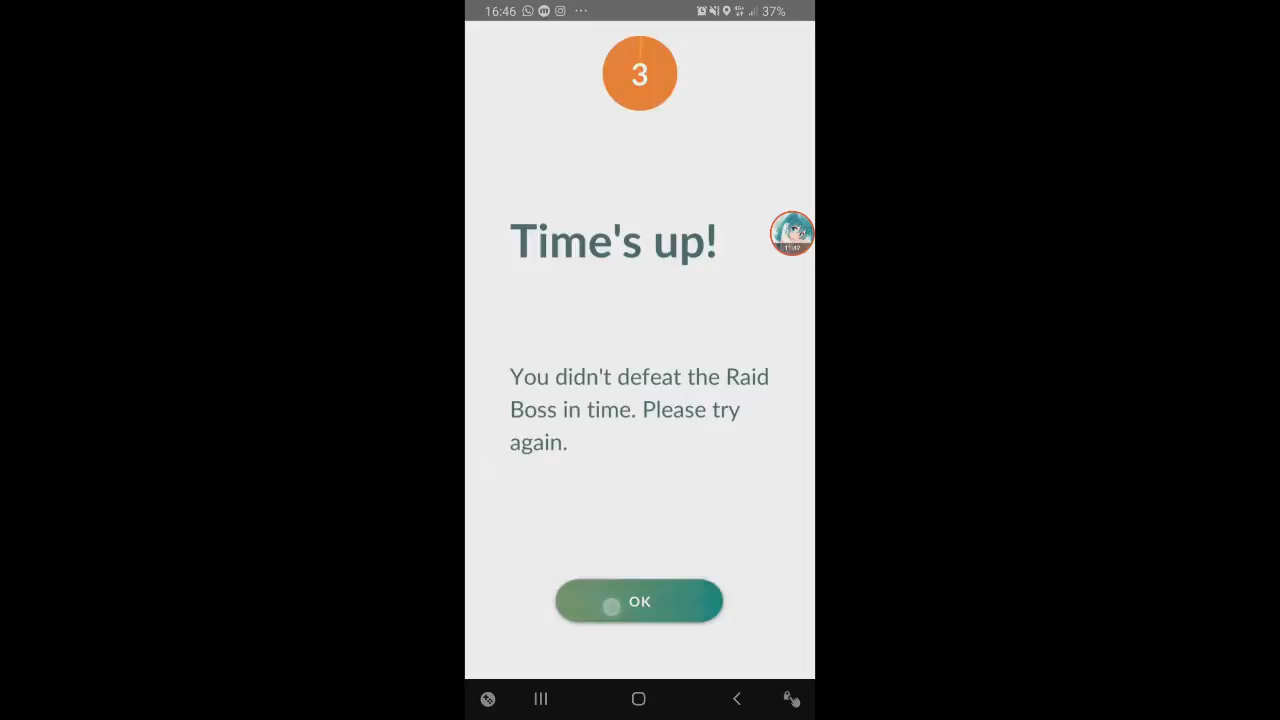 16:46
37%
3
Time's up!
You didn't defeat the Raid
Boss in time. Please try
again.
OK